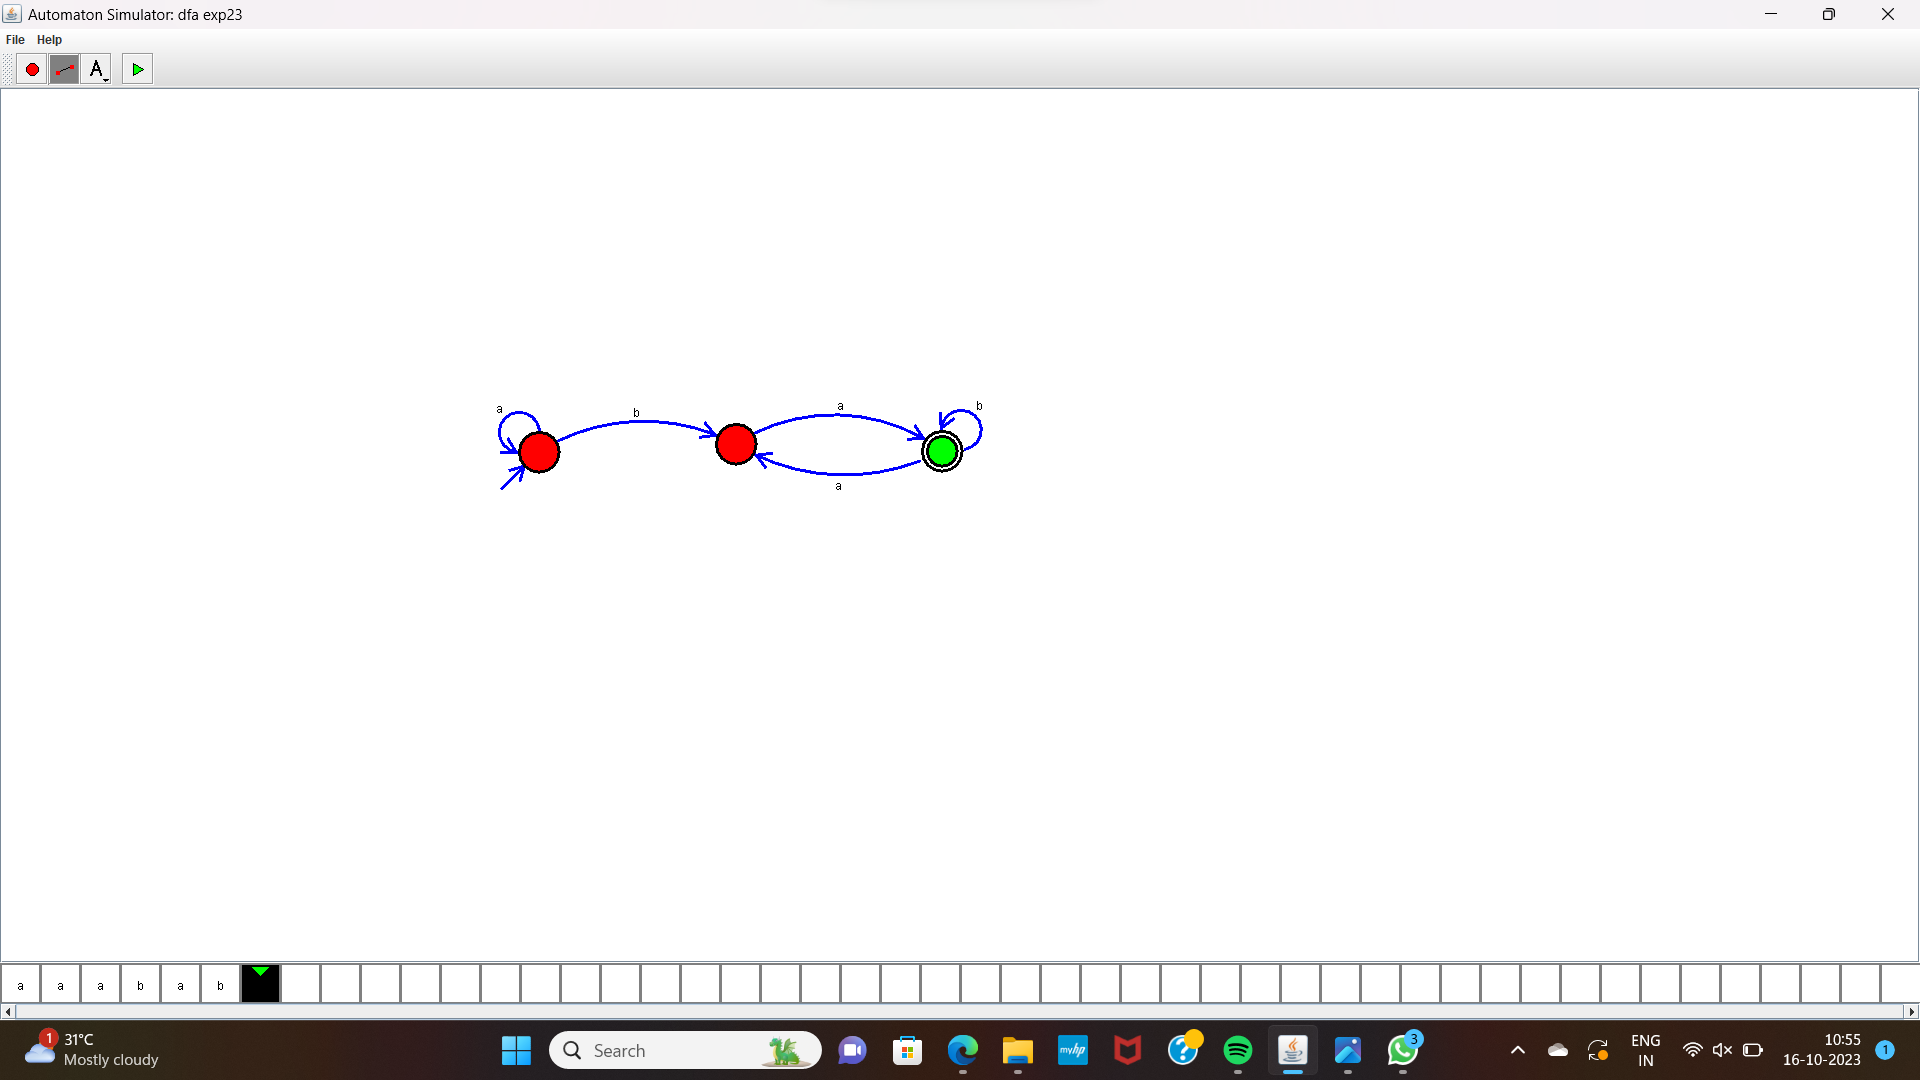 Automaton Simulator: dfa exp23
File Help
A
a b a b
a
a a a b a b
1 31°C
Mostly cloudy
Search
myhp
?
3
ENG
IN
10:55
16-10-2023
1